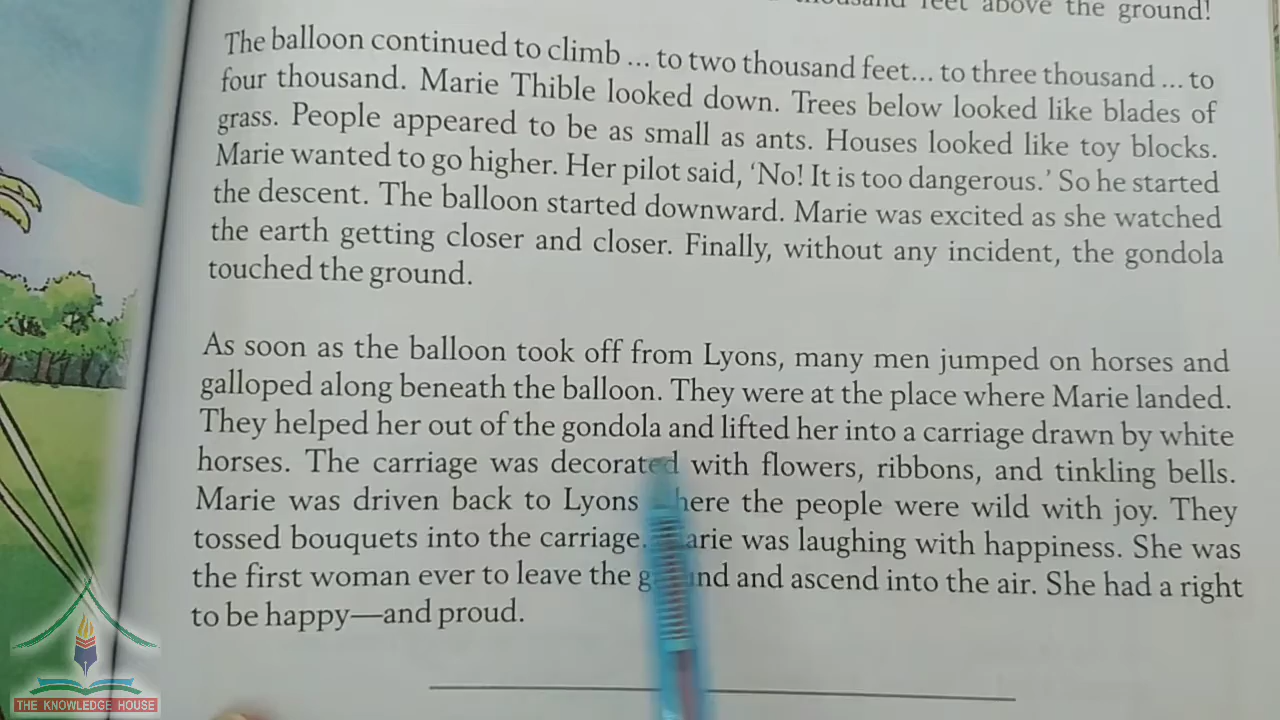 thousand feet above the ground!
The balloon continued to climb ... to two thousand feet... to three thousand ... to
four thousand. Marie Thible looked down. Trees below looked like blades of
grass. People appeared to be as small as ants. Houses looked like toy blocks.
Marie wanted to go higher. Her pilot said, ‘No! It is too dangerous.’ So he started
the descent. The balloon started downward. Marie was excited as she watched
the earth getting closer and closer. Finally, without any incident, the gondola
touched the ground.
As soon as the balloon took off from Lyons, many men jumped on horses and
galloped along beneath the balloon. They were at the place where Marie landed.
They helped her out of the gondola and lifted her into a carriage drawn by white
horses. The carriage was decorated with flowers, ribbons, and tinkling bells.
Marie was driven back to Lyons where the people were wild with joy. They
tossed bouquets into the carriage. Marie was laughing with happiness. She was
the first woman ever to leave the ground and ascend into the air. She had a right
to be happy—and proud.
THE KNOWLEDGE HOUSE